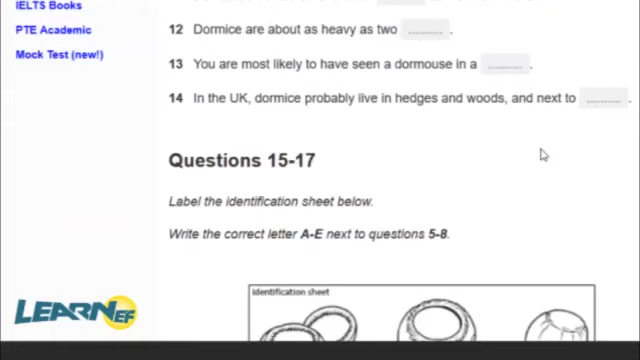 IELTS Books
PTE Academic
Mock Test (new!)
12 Dormice are about as heavy as two ............ .
13 You are most likely to have seen a dormouse in a ............ .
14 In the UK, dormice probably live in hedges and woods, and next to ............ .
Questions 15-17
Label the identification sheet below.
Write the correct letter A-E next to questions 5-8.
Identification sheet
LEARNEF